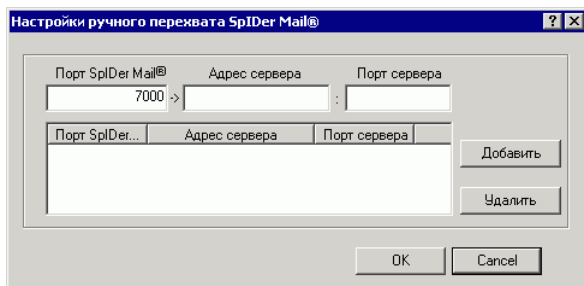 Настройки ручного перехвата SpIDer Mail®
Порт SpIDer Mail® Адрес сервера Порт сервера
7000 -> :
Порт SpIDer... Адрес сервера Порт сервера
Добавить
Удалить
OK Cancel